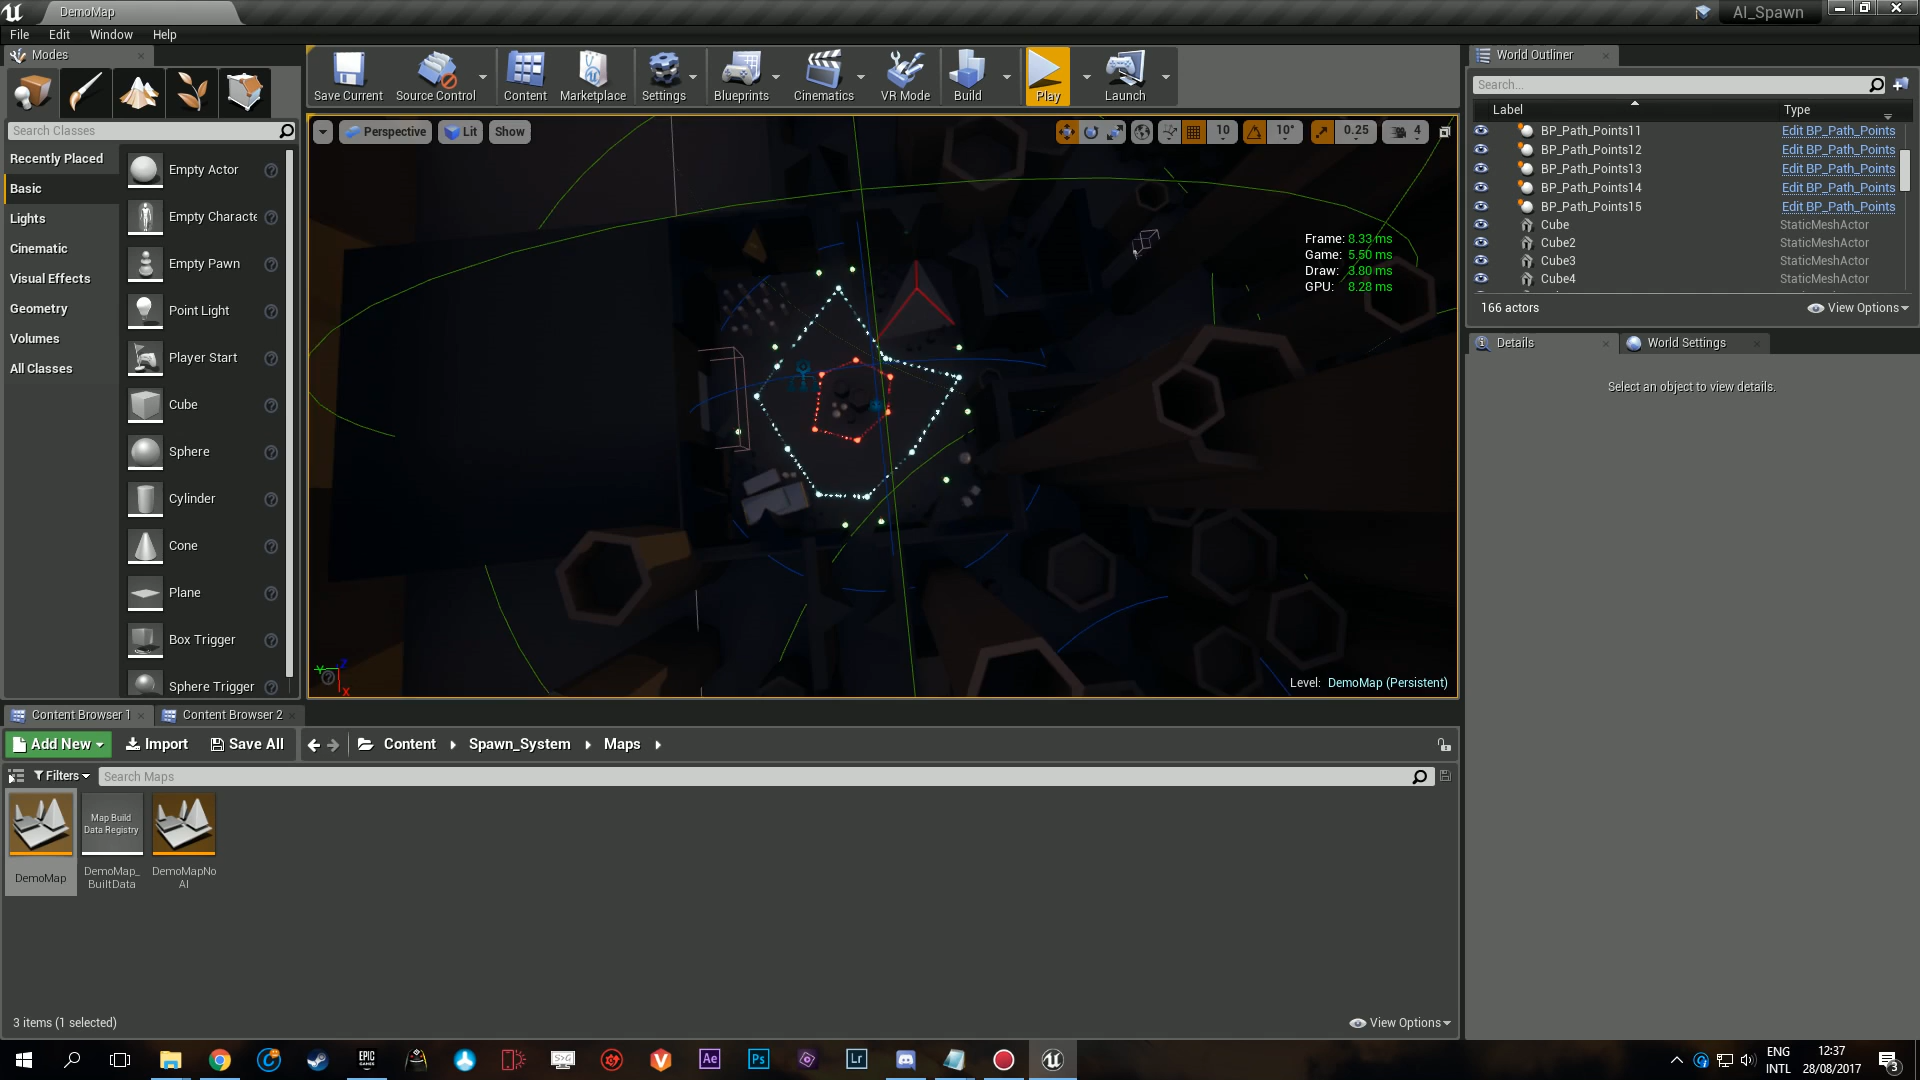 DemoMap
AI_Spawn
File Edit Window Help
Modes
Search Classes
Recently Placed
Basic
Lights
Cinematic
Visual Effects
Geometry
Volumes
All Classes
Empty Actor
Empty Characte
Empty Pawn
Point Light
Player Start
Cube
Sphere
Cylinder
Cone
Plane
Box Trigger
Sphere Trigger
Save Current
Source Control
Content
Marketplace
Settings
Blueprints
Cinematics
VR Mode
Build
Play
Launch
Perspective
Lit
Show
10
10°
0.25
4
Frame: 8.33 ms
Game: 5.50 ms
Draw: 3.80 ms
GPU: 8.28 ms
Y Z X
Level: DemoMap (Persistent)
World Outliner
Search...
Label Type
BP_Path_Points11 Edit BP_Path_Points
BP_Path_Points12 Edit BP_Path_Points
BP_Path_Points13 Edit BP_Path_Points
BP_Path_Points14 Edit BP_Path_Points
BP_Path_Points15 Edit BP_Path_Points
Cube StaticMeshActor
Cube2 StaticMeshActor
Cube3 StaticMeshActor
Cube4 StaticMeshActor
166 actors
View Options
Details
World Settings
Select an object to view details.
Content Browser 1
Content Browser 2
Add New
Import
Save All
Content
Spawn_System
Maps
Filters
Search Maps
DemoMap
Map Build
Data Registry
DemoMap_
BuiltData
DemoMapNo
AI
3 items (1 selected)
View Options
EPIC
GAMES
Ae
Ps
Lr
ENG
INTL
12:37
28/08/2017
3